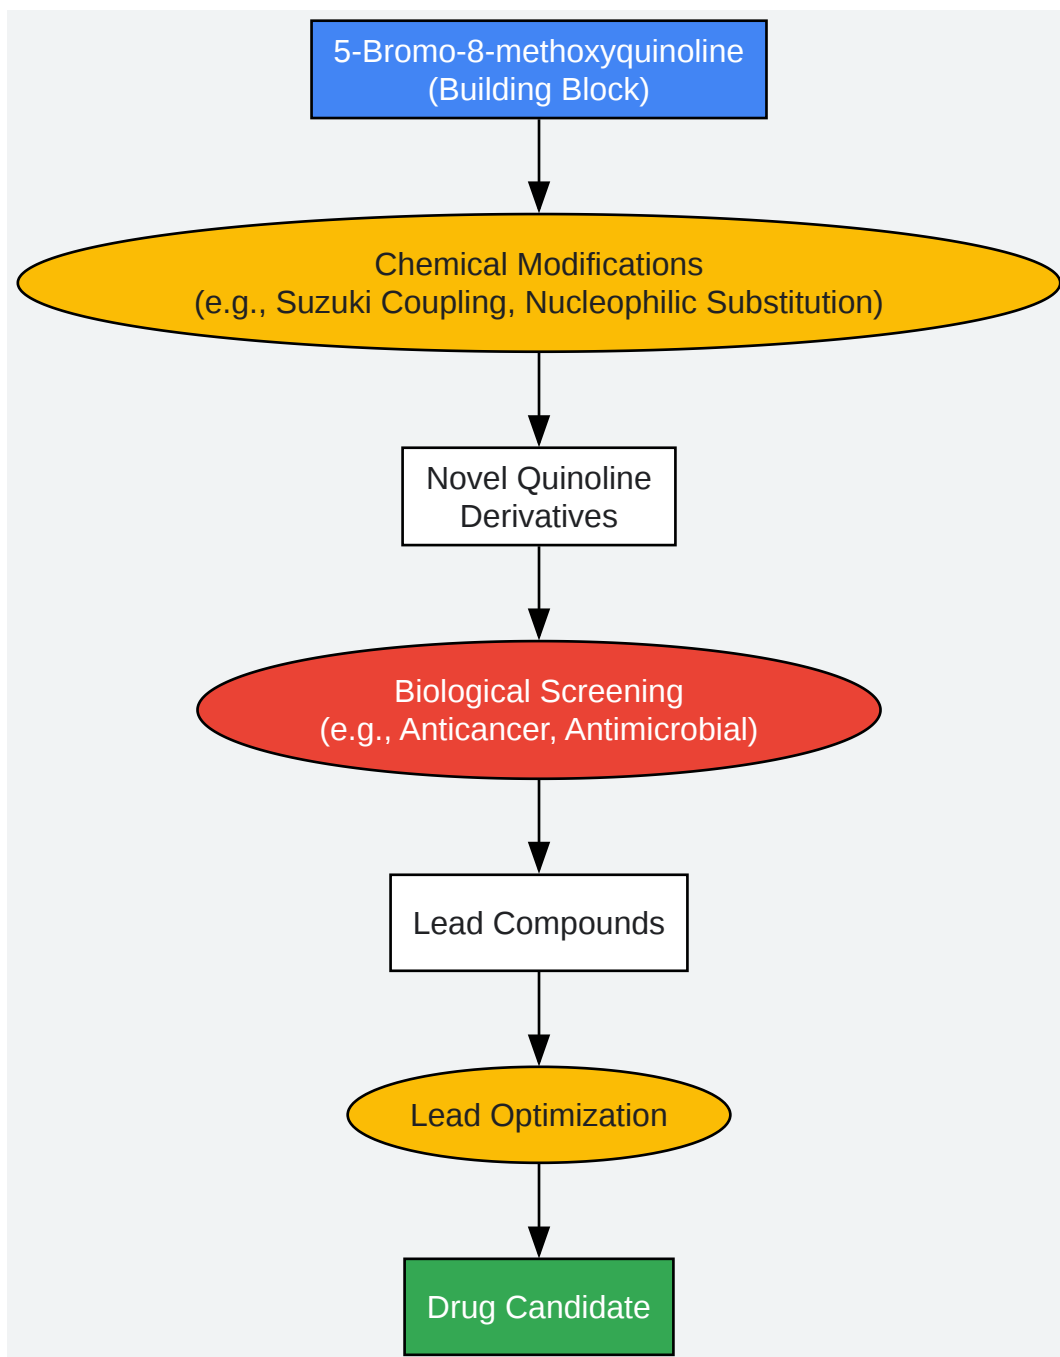 5-Bromo-8-methoxyquinoline
(Building Block)
Chemical Modifications
(e.g., Suzuki Coupling, Nucleophilic Substitution)
Novel Quinoline
Derivatives
Biological Screening
(e.g., Anticancer, Antimicrobial)
Lead Compounds
Lead Optimization
Drug Candidate